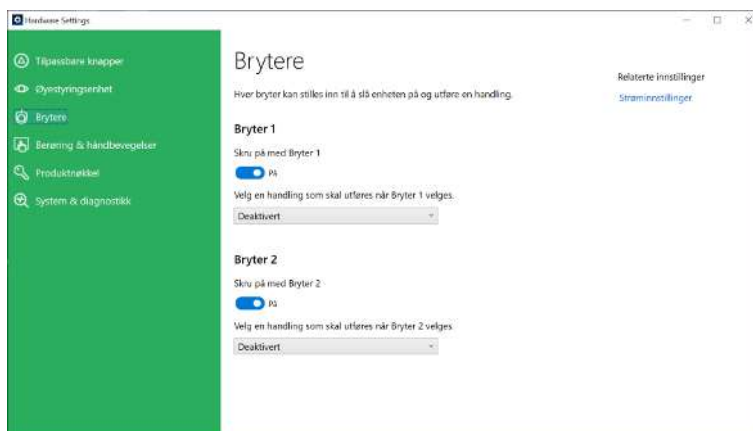 Hardware Settings
Tilpassbare knapper
Øyestyringsenhet
Brytere
Berøring & håndbevegelser
Produktnøkkel
System & diagnostikk
Brytere
Hver bryter kan stilles inn til å slå enheten på og utføre en handling.
Bryter 1
Skru på med Bryter 1
På
Velg en handling som skal utføres når Bryter 1 velges.
Deaktivert
Bryter 2
Skru på med Bryter 2
På
Velg en handling som skal utføres når Bryter 2 velges
Deaktivert
Relaterte innstillinger
Strøminnstillinger